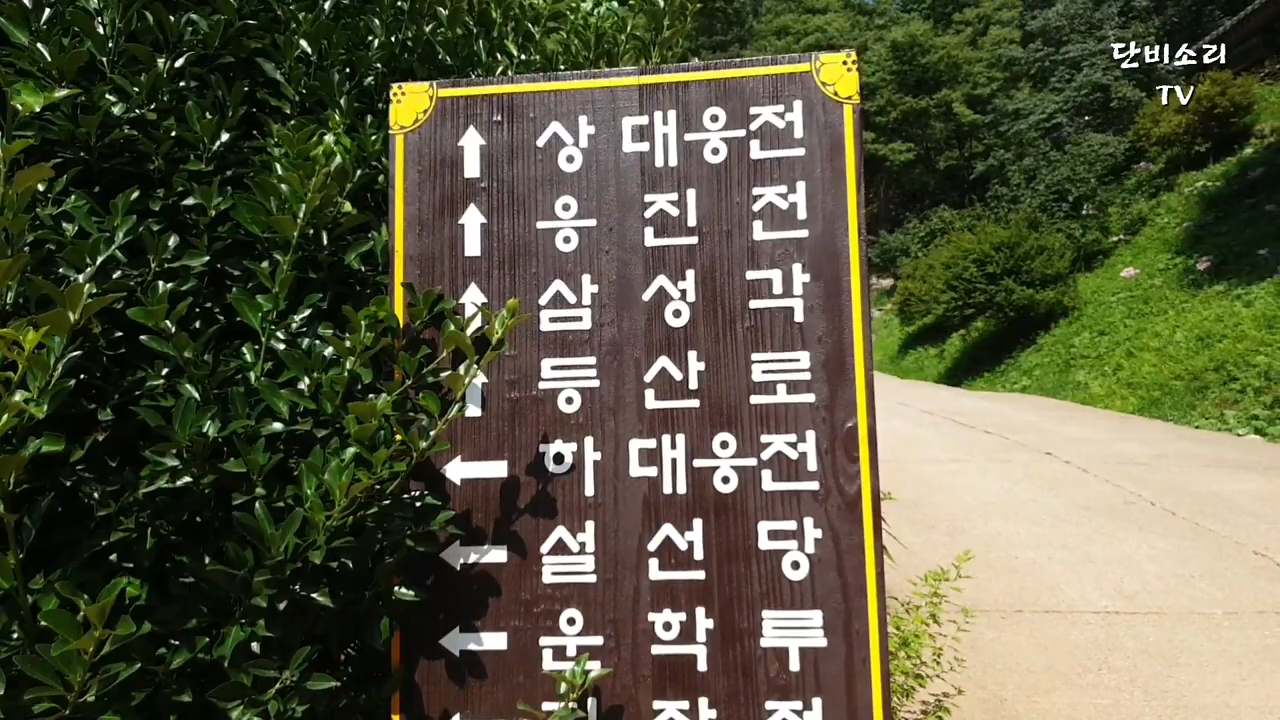 단비소리
TV
↑ 상 대웅전
↑ 응 진 전
↑ 삼 성 각
↑ 등 산 로
← 하 대웅전
← 설 선 당
← 운 학 루